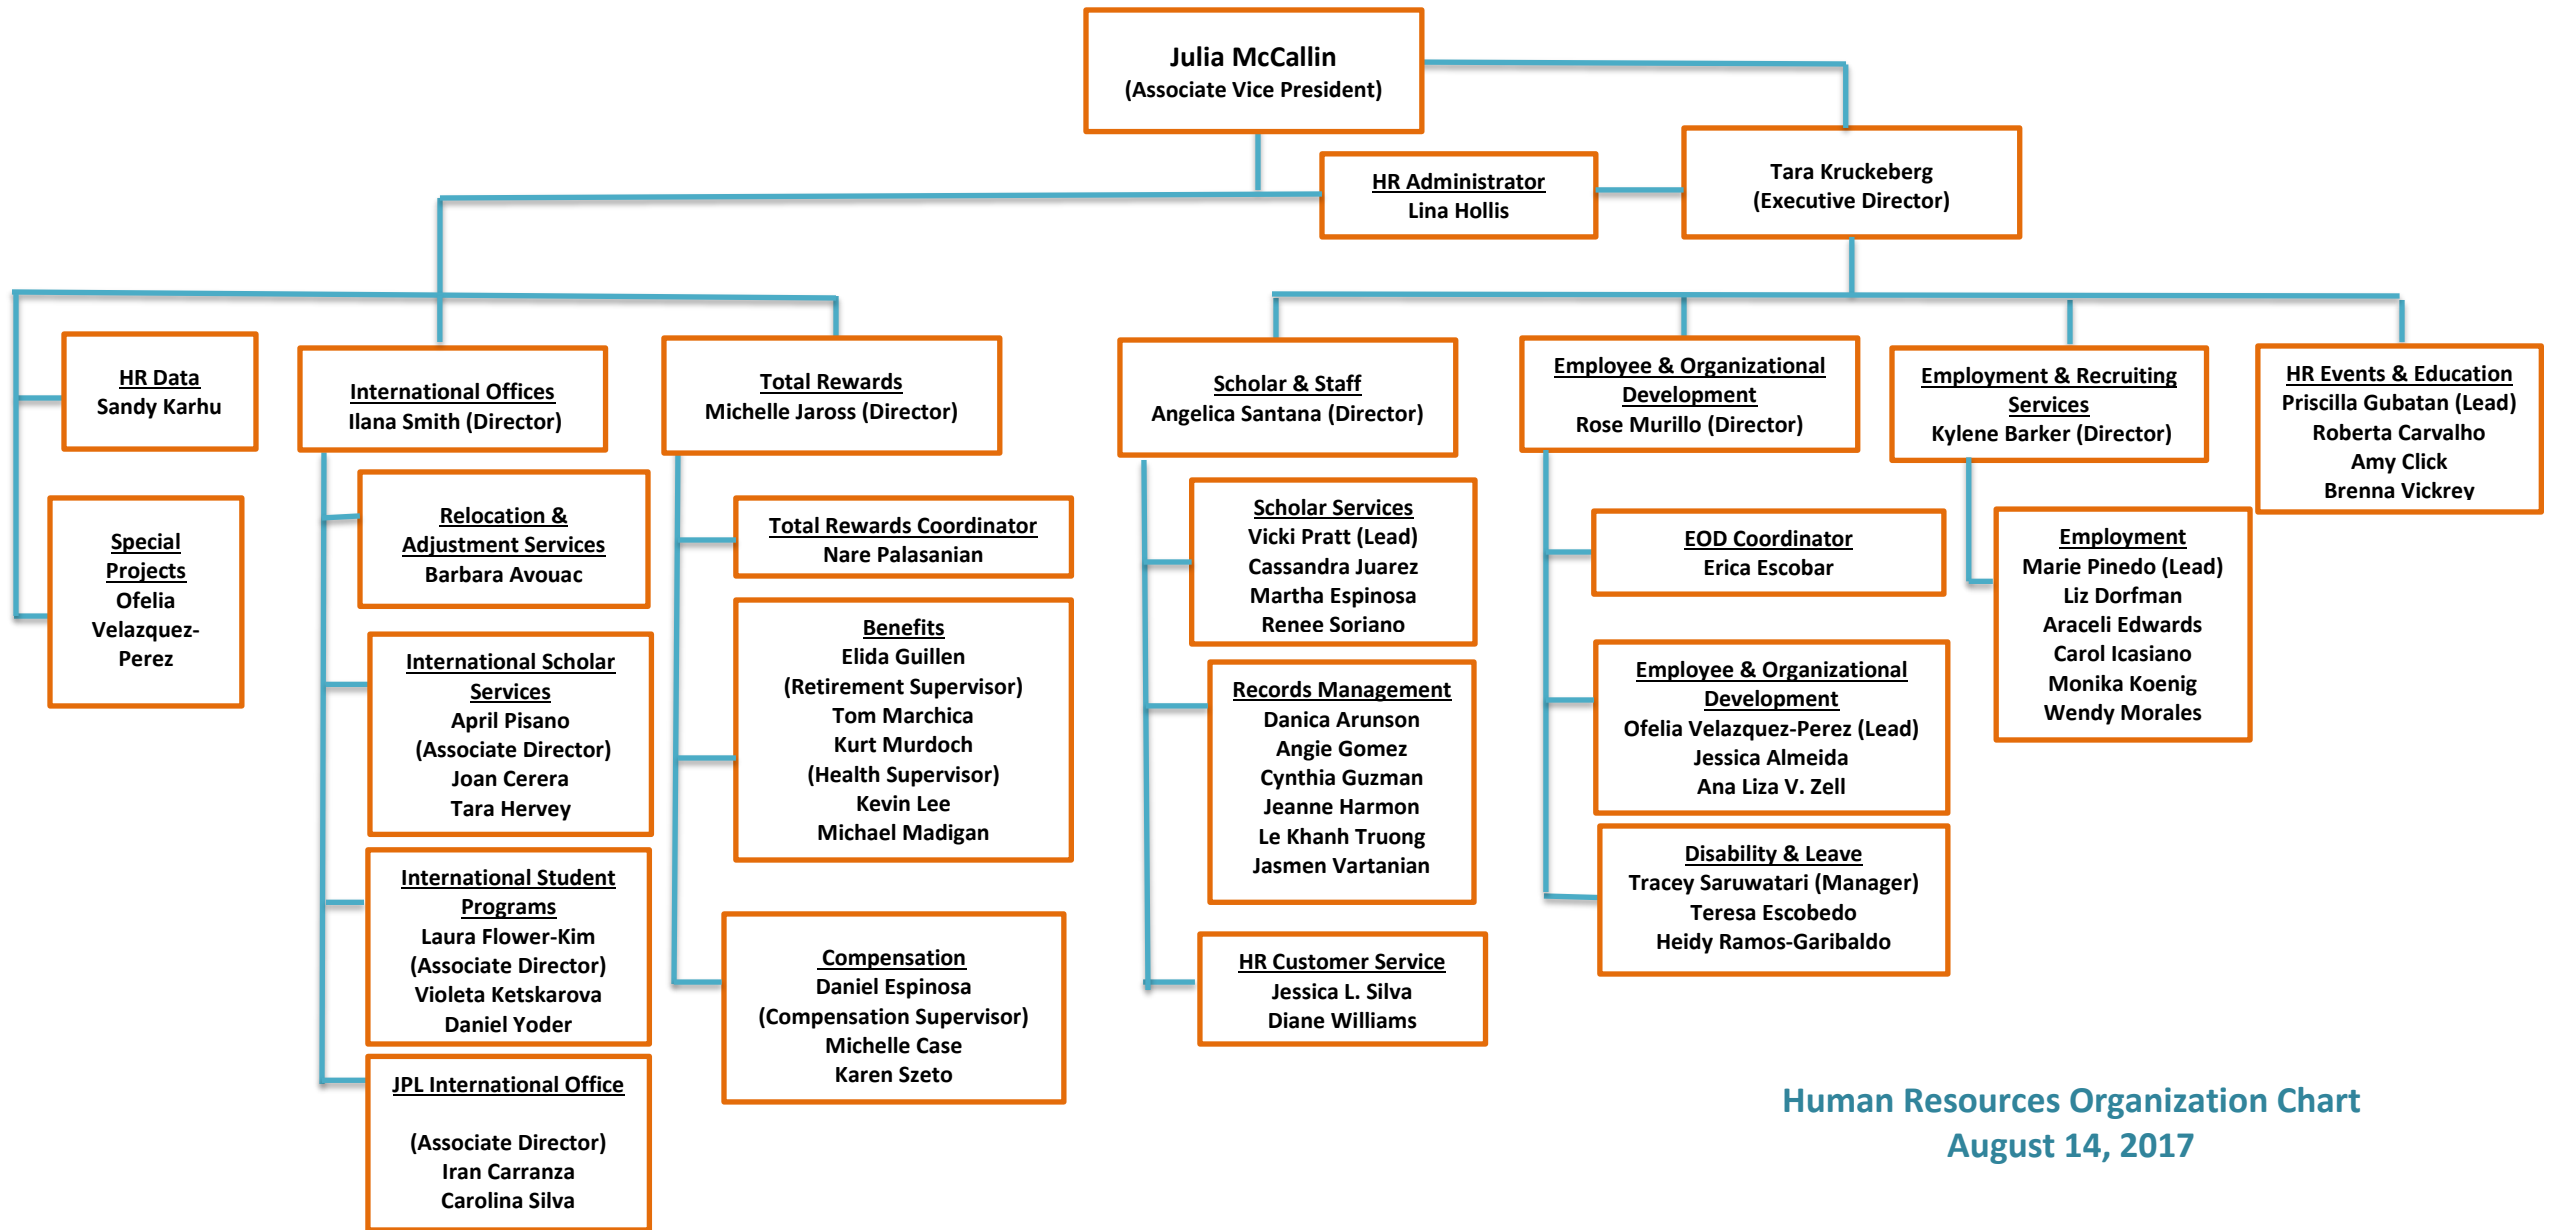 Julia McCallin
(Associate Vice President)
HR Administrator
Lina Hollis
Tara Kruckeberg
(Executive Director)
HR Data
Sandy Karhu
Special
Projects
Ofelia
Velazquez-
Perez
International Offices
Ilana Smith (Director)
Relocation &
Adjustment Services
Barbara Avouac
International Scholar
Services
April Pisano
(Associate Director)
Joan Cerera
Tara Hervey
International Student
Programs
Laura Flower-Kim
(Associate Director)
Violeta Ketskarova
Daniel Yoder
JPL International Office
(Associate Director)
Iran Carranza
Carolina Silva
Total Rewards
Michelle Jaross (Director)
Total Rewards Coordinator
Nare Palasanian
Benefits
Elida Guillen
(Retirement Supervisor)
Tom Marchica
Kurt Murdoch
(Health Supervisor)
Kevin Lee
Michael Madigan
Compensation
Daniel Espinosa
(Compensation Supervisor)
Michelle Case
Karen Szeto
Scholar & Staff
Angelica Santana (Director)
Scholar Services
Vicki Pratt (Lead)
Cassandra Juarez
Martha Espinosa
Renee Soriano
Records Management
Danica Arunson
Angie Gomez
Cynthia Guzman
Jeanne Harmon
Le Khanh Truong
Jasmen Vartanian
HR Customer Service
Jessica L. Silva
Diane Williams
Employee & Organizational
Development
Rose Murillo (Director)
EOD Coordinator
Erica Escobar
Employee & Organizational
Development
Ofelia Velazquez-Perez (Lead)
Jessica Almeida
Ana Liza V. Zell
Disability & Leave
Tracey Saruwatari (Manager)
Teresa Escobedo
Heidy Ramos-Garibaldo
Employment & Recruiting
Services
Kylene Barker (Director)
Employment
Marie Pinedo (Lead)
Liz Dorfman
Araceli Edwards
Carol Icasiano
Monika Koenig
Wendy Morales
HR Events & Education
Priscilla Gubatan (Lead)
Roberta Carvalho
Amy Click
Brenna Vickrey
Human Resources Organization Chart
August 14, 2017